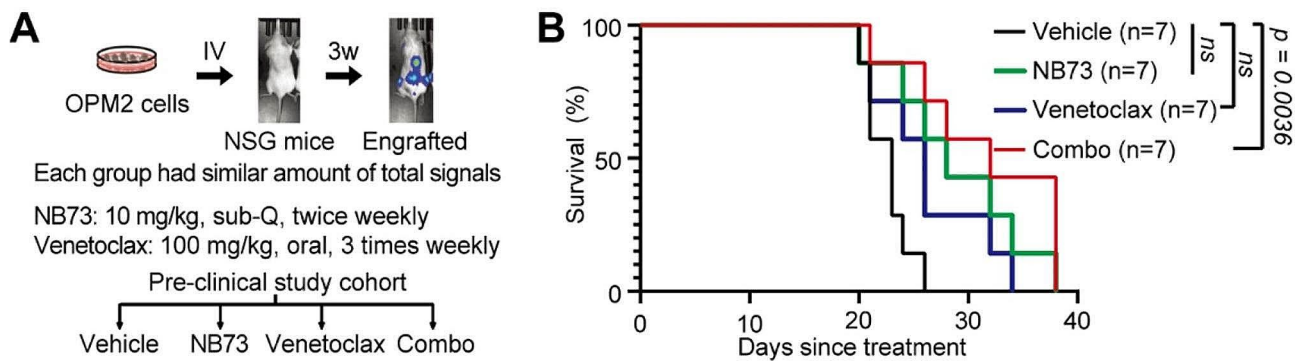 A
IV
3w
OPM2 cells
NSG mice
Engrafted
Each group had similar amount of total signals
NB73: 10 mg/kg, sub-Q, twice weekly
Venetoclax: 100 mg/kg, oral, 3 times weekly
Pre-clinical study cohort
Vehicle NB73 Venetoclax Combo
B
Survival (%)
100
50
0
0 10 20 30 40
Days since treatment
Vehicle (n=7)
NB73 (n=7)
Venetoclax (n=7)
Combo (n=7)
ns
ns
p = 0.0036